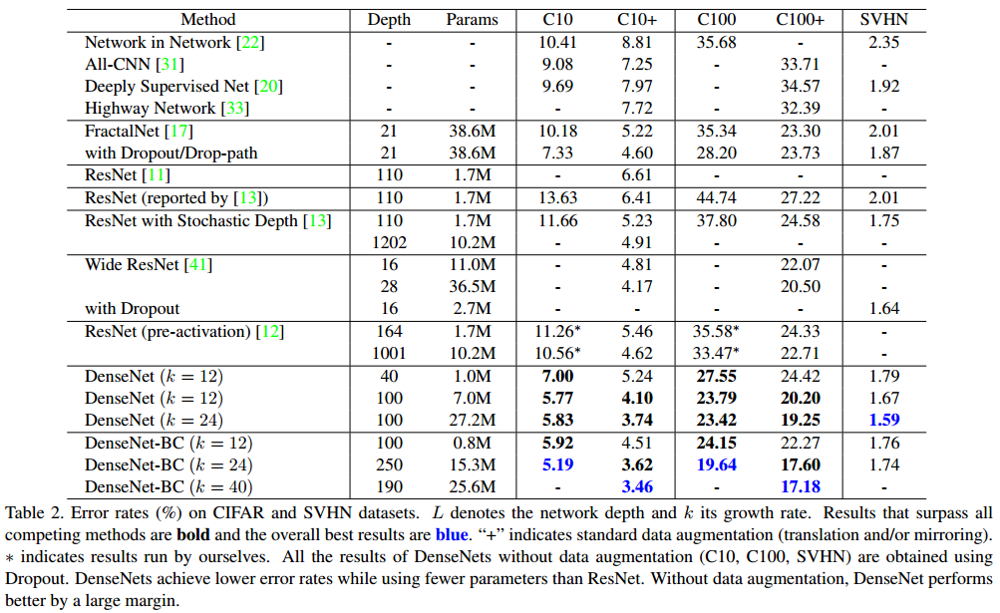 Method Depth Params C10 C10+ C100 C100+ SVHN
Network in Network [22] - - 10.41 8.81 35.68 - 2.35
All-CNN [31] - - 9.08 7.25 - 33.71 -
Deeply Supervised Net [20] - - 9.69 7.97 - 34.57 1.92
Highway Network [33] - - - 7.72 - 32.39 -
FractalNet [17] 21 38.6M 10.18 5.22 35.34 23.30 2.01
with Dropout/Drop-path 21 38.6M 7.33 4.60 28.20 23.73 1.87
ResNet [11] 110 1.7M - 6.61 - - -
ResNet (reported by [13]) 110 1.7M 13.63 6.41 44.74 27.22 2.01
ResNet with Stochastic Depth [13] 110 1.7M 11.66 5.23 37.80 24.58 1.75
1202 10.2M - 4.91 - - -
Wide ResNet [41] 16 11.0M - 4.81 - 22.07 -
28 36.5M - 4.17 - 20.50 -
with Dropout 16 2.7M - - - - 1.64
ResNet (pre-activation) [12] 164 1.7M 11.26* 5.46 35.58* 24.33 -
1001 10.2M 10.56* 4.62 33.47* 22.71 -
DenseNet (k = 12) 40 1.0M 7.00 5.24 27.55 24.42 1.79
DenseNet (k = 12) 100 7.0M 5.77 4.10 23.79 20.20 1.67
DenseNet (k = 24) 100 27.2M 5.83 3.74 23.42 19.25 1.59
DenseNet-BC (k = 12) 100 0.8M 5.92 4.51 24.15 22.27 1.76
DenseNet-BC (k = 24) 250 15.3M 5.19 3.62 19.64 17.60 1.74
DenseNet-BC (k = 40) 190 25.6M - 3.46 - 17.18 -
Table 2. Error rates (%) on CIFAR and SVHN datasets. L denotes the network depth and k its growth rate. Results that surpass all
competing methods are bold and the overall best results are blue. “+” indicates standard data augmentation (translation and/or mirroring).
* indicates results run by ourselves. All the results of DenseNets without data augmentation (C10, C100, SVHN) are obtained using
Dropout. DenseNets achieve lower error rates while using fewer parameters than ResNet. Without data augmentation, DenseNet performs
better by a large margin.